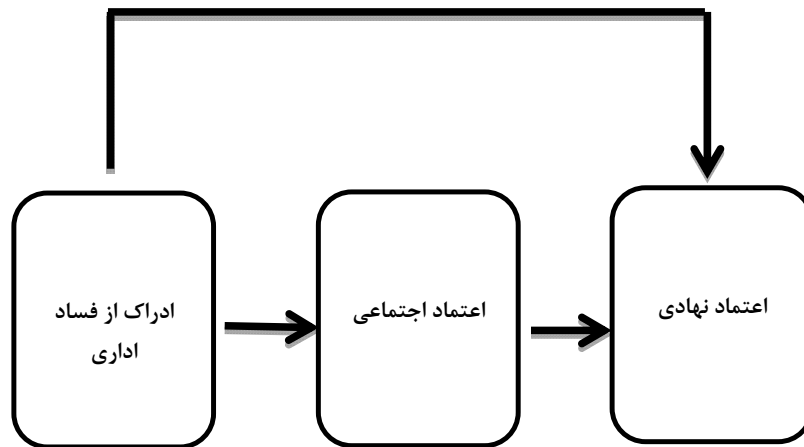 ادراک از فساد
اداری
اعتماد اجتماعی
اعتماد نهادی